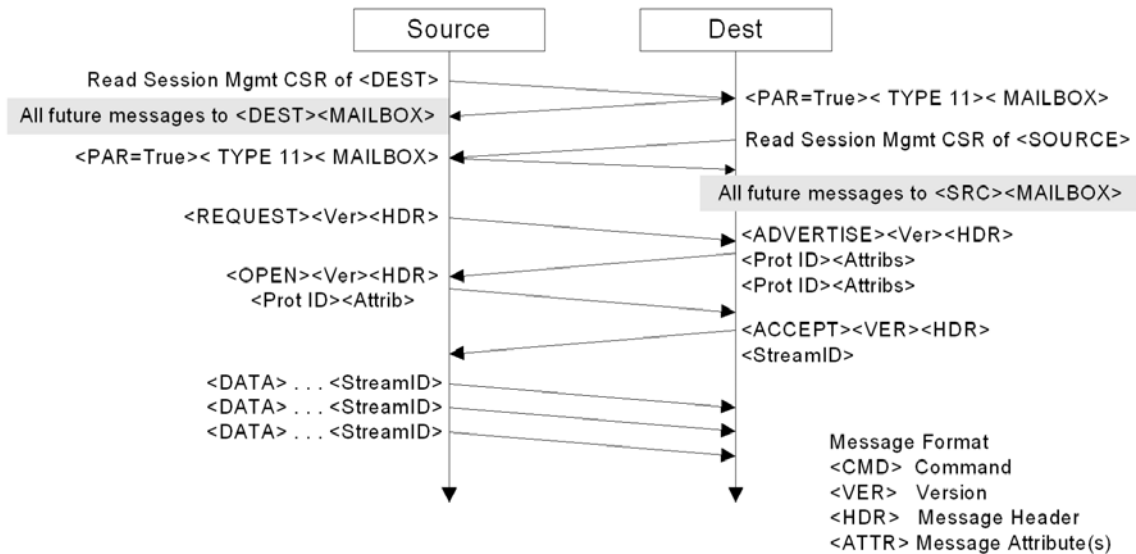 Source
Dest
Read Session Mgmt CSR of <DEST>
<PAR=True>< TYPE 11>< MAILBOX>
All future messages to <DEST><MAILBOX>
Read Session Mgmt CSR of <SOURCE>
<PAR=True>< TYPE 11>< MAILBOX>
All future messages to <SRC><MAILBOX>
<REQUEST><Ver><HDR>
<ADVERTISE><Ver><HDR>
<Prot ID><Attribs>
<Prot ID><Attribs>
<OPEN><Ver><HDR>
<Prot ID><Attrib>
<ACCEPT><VER><HDR>
<StreamID>
<DATA> . . . <StreamID>
<DATA> . . . <StreamID>
<DATA> . . . <StreamID>
Message Format
<CMD> Command
<VER> Version
<HDR> Message Header
<ATTR> Message Attribute(s)